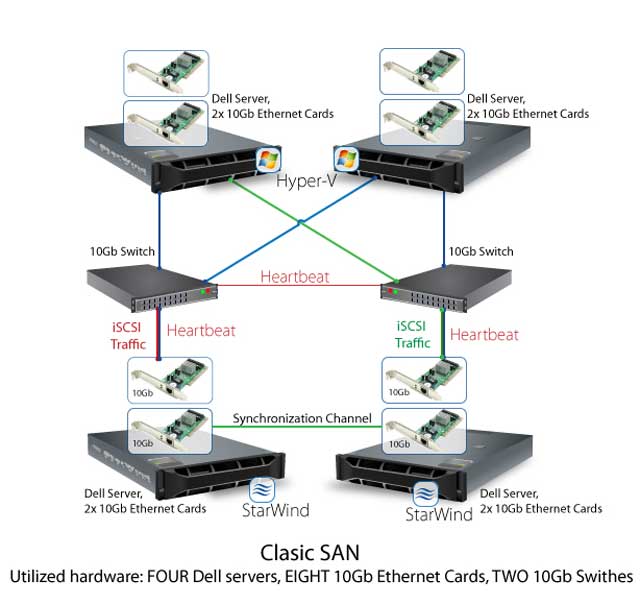 Dell Server,
2x 10Gb Ethernet Cards
Dell Server,
2x 10Gb Ethernet Cards
Hyper-V
10Gb Switch
10Gb Switch
Heartbeat
iSCSI
Traffic
Heartbeat
iSCSI
Traffic
Heartbeat
10Gb
10Gb
Synchronization Channel
10Gb
10Gb
Dell Server,
2x 10Gb Ethernet Cards
StarWind
StarWind
Dell Server,
2x 10Gb Ethernet Cards
Clasic SAN
Utilized hardware: FOUR Dell servers, EIGHT 10Gb Ethernet Cards, TWO 10Gb Swithes